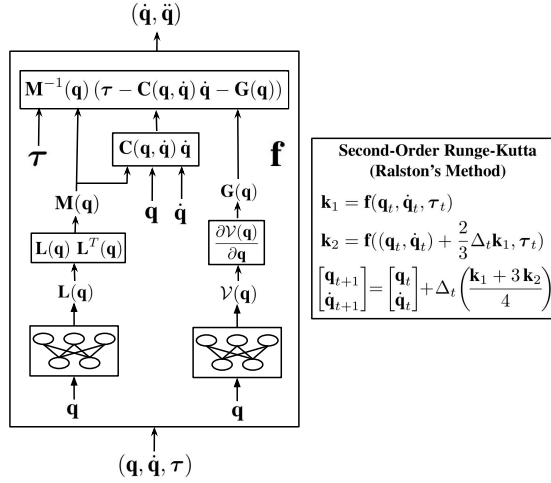 (q̇, q̈)
M⁻¹(q) (τ − C(q, q̇) q̇ − G(q))
τ
C(q, q̇) q̇
f
M(q)
q
q̇
G(q)
L(q) Lᵀ(q)
∂𝒱(q)
∂q
L(q)
𝒱(q)
q
q
(q, q̇, τ)
Second-Order Runge-Kutta
(Ralston's Method)
k₁ = f(qₜ, q̇ₜ, τₜ)
k₂ = f((qₜ, q̇ₜ) + 2/3 Δₜk₁, τₜ)
[qₜ₊₁ q̇ₜ₊₁] = [qₜ q̇ₜ] + Δₜ((k₁ + 3 k₂)/4)